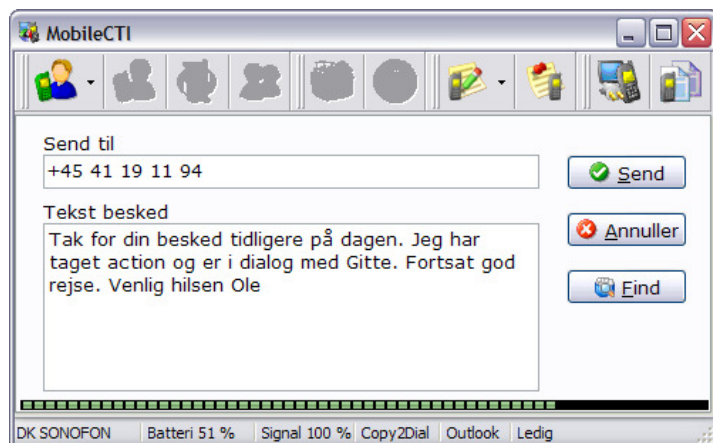 MobileCTI
Send til
+45 41 19 11 94
Send
Tekst besked
Tak for din besked tidligere på dagen. Jeg har
taget action og er i dialog med Gitte. Fortsat god
rejse. Venlig hilsen Ole
Annuller
Find
DK SONOFON Batteri 51 % Signal 100 % Copy2Dial Outlook Ledig